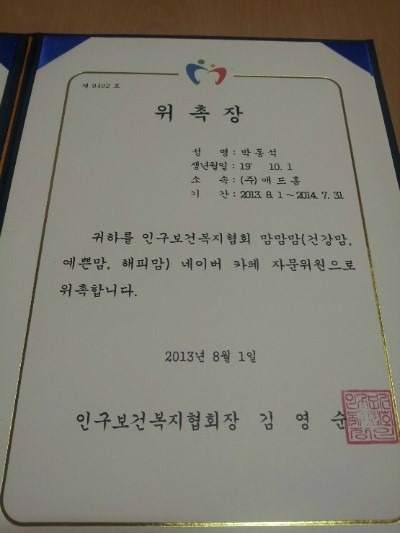 제 9492 호
위 촉 장
성 명 : 박 동 석
생년월일 : 19 10. 1
소 속 : (주) 애드홍
기 간 : 2013. 8. 1 ~ 2014. 7. 31
귀하를 인구보건복지협회 맘맘맘(건강맘,
예쁜맘, 해피맘) 네이버 카페 자문위원으로
위촉합니다.
2013년 8월 1일
인구보건복지협회장 김 영 순